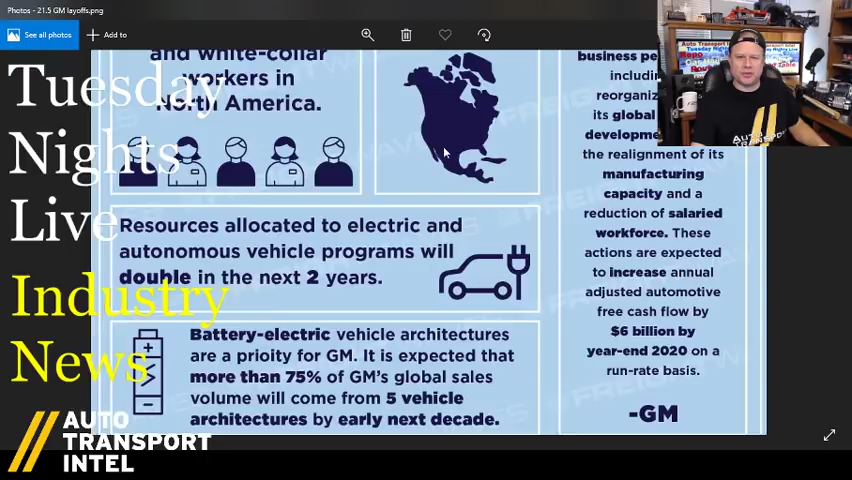 Photos - 21.5 GM layoffs.png
See all photos
Add to
Tuesday
Nights
Live
Industry
News
AUTO
TRANSPORT
INTEL
and white-collar
workers in
North America.
Resources allocated to electric and
autonomous vehicle programs will
double in the next 2 years.
Battery-electric vehicle architectures
are a prioity for GM. It is expected that
more than 75% of GM's global sales
volume will come from 5 vehicle
architectures by early next decade.
business pe
including
reorganiz
its global
developme
the realignment of its
manufacturing
capacity and a
reduction of salaried
workforce. These
actions are expected
to increase annual
adjusted automotive
free cash flow by
$6 billion by
year-end 2020 on a
run-rate basis.
-GM
AUTO
TRANSPORT